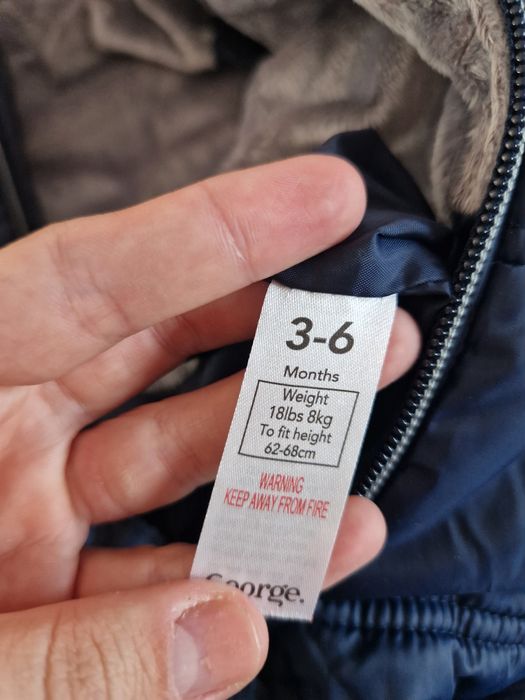 3-6
Months
Weight
18lbs 8kg
To fit height
62-68cm
WARNING
KEEP AWAY FROM FIRE
George.